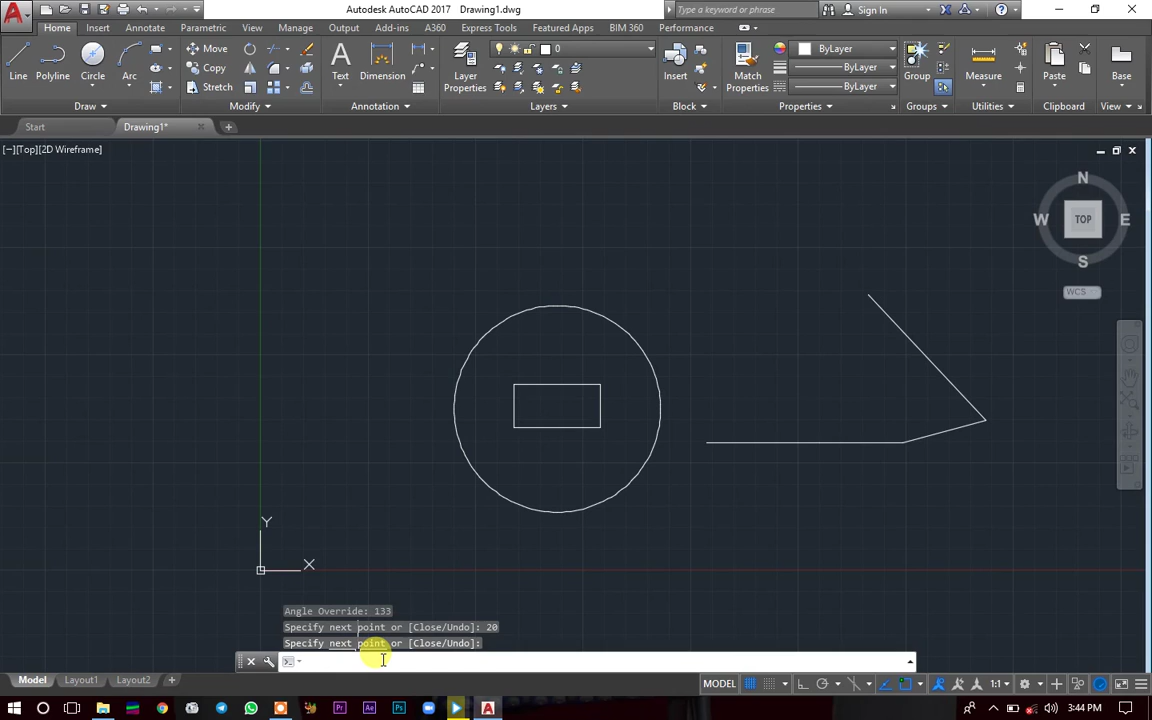 Autodesk AutoCAD 2017 Drawing1.dwg
Type a keyword or phrase
Sign In
Home Insert Annotate Parametric View Manage Output Add-ins A360 Express Tools Featured Apps BIM 360 Performance
Line Polyline Circle Arc
Move
Copy
Stretch
Text Dimension
Layer Properties
0
Insert
Match Properties
ByLayer
ByLayer
ByLayer
Group
Measure
Paste
Base
Draw Modify Annotation Layers Block Properties Groups Utilities Clipboard View
Start Drawing1*
[−][Top][2D Wireframe]
N
W TOP E
S
WCS
Y
X
Angle Override: 133
Specify next point or [Close/Undo]: 20
Specify next point or [Close/Undo]:
Model Layout1 Layout2
MODEL
1:1
Pr Ae Ps
3:44 PM